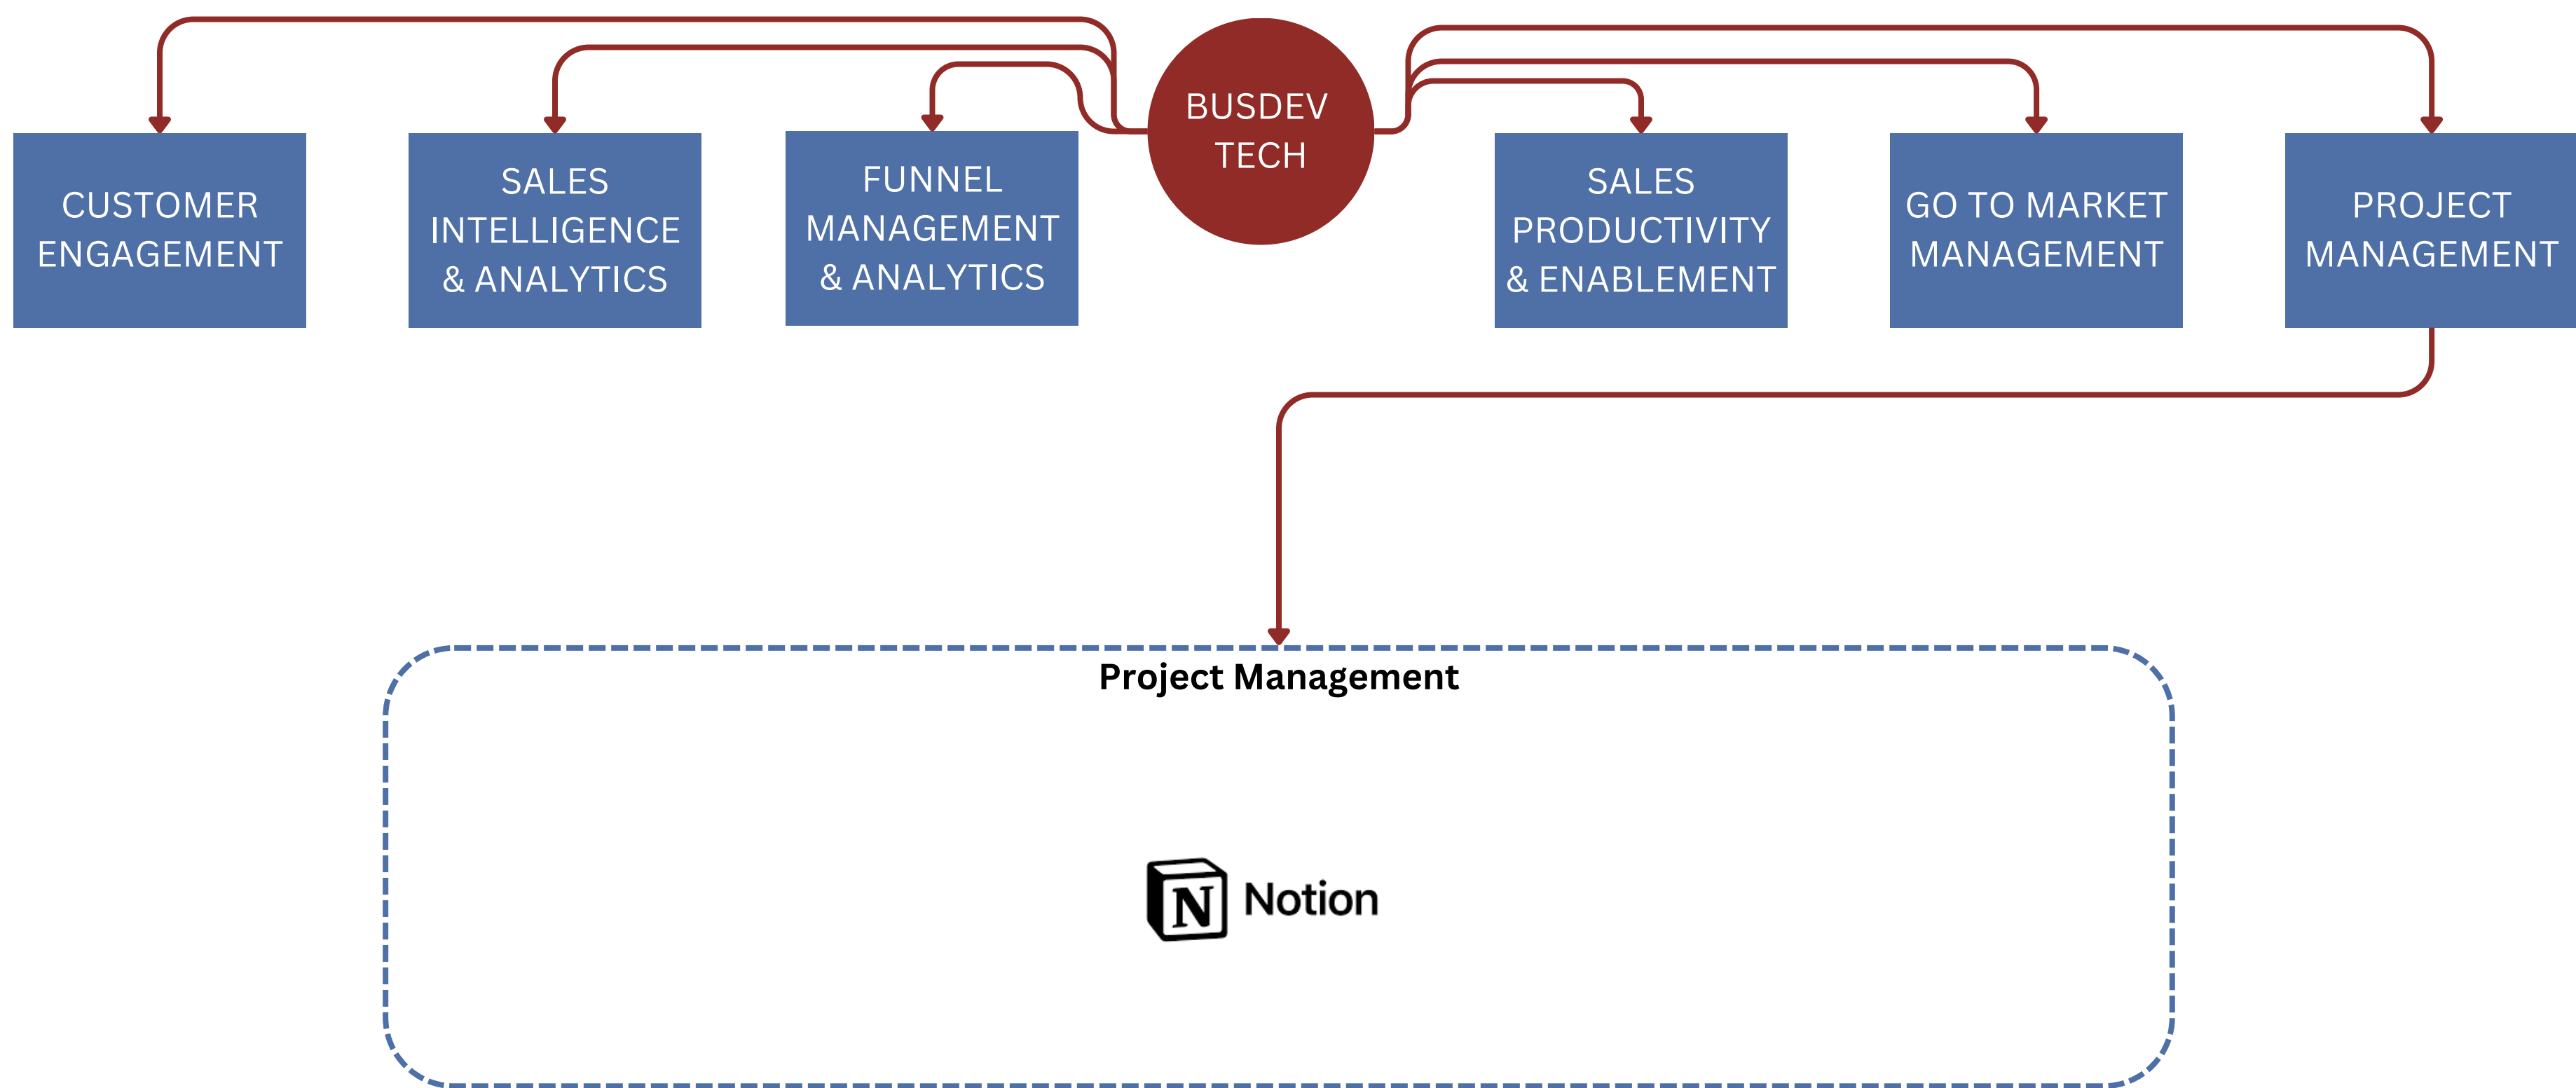 BUSDEV
TECH
CUSTOMER
ENGAGEMENT
SALES
INTELLIGENCE
& ANALYTICS
FUNNEL
MANAGEMENT
& ANALYTICS
SALES
PRODUCTIVITY
& ENABLEMENT
GO TO MARKET
MANAGEMENT
PROJECT
MANAGEMENT
Project Management
N Notion